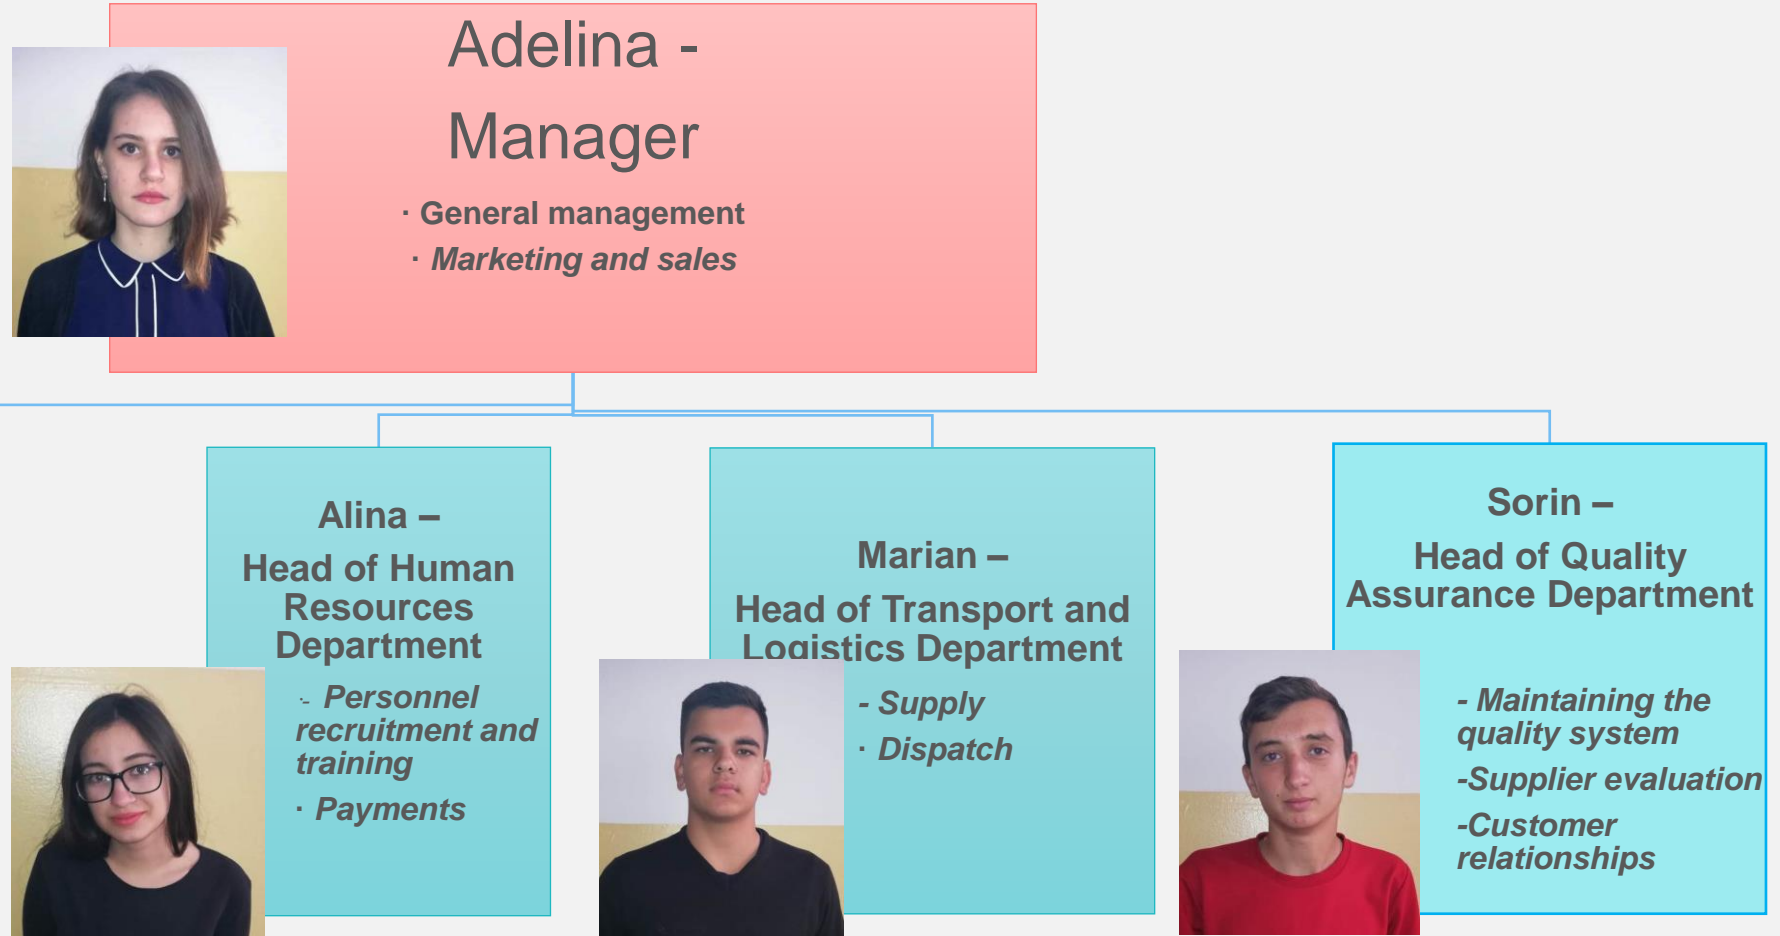 Adelina -
Manager
· General management
· Marketing and sales
Alina –
Head of Human
Resources
Department
·- Personnel
recruitment and
training
· Payments
Marian –
Head of Transport and
Logistics Department
- Supply
· Dispatch
Sorin –
Head of Quality
Assurance Department
- Maintaining the
quality system
-Supplier evaluation
-Customer
relationships